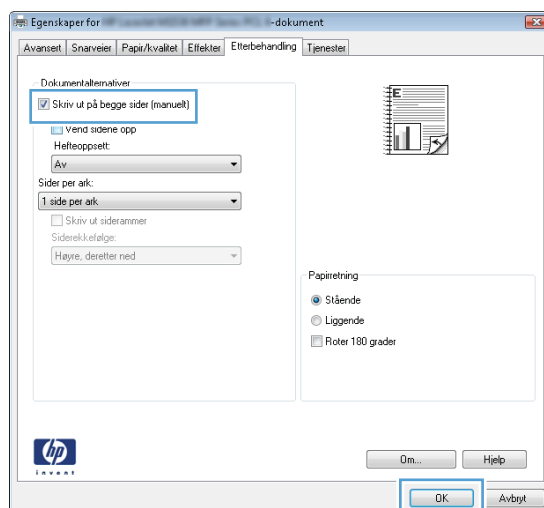 Egenskaper for -dokument
Avansert Snarveier Papir/kvalitet Effekter Etterbehandling Tjenester
Dokumentalternativer
Skriv ut på begge sider (manuelt)
Vend sidene opp
Hefteoppsett:
Av
Sider per ark:
1 side per ark
Skriv ut siderammer
Siderekkefølge:
Høyre, deretter ned
E
Papirretning
Stående
Liggende
Roter 180 grader
hp
invent
Om... Hjelp
OK Avbryt